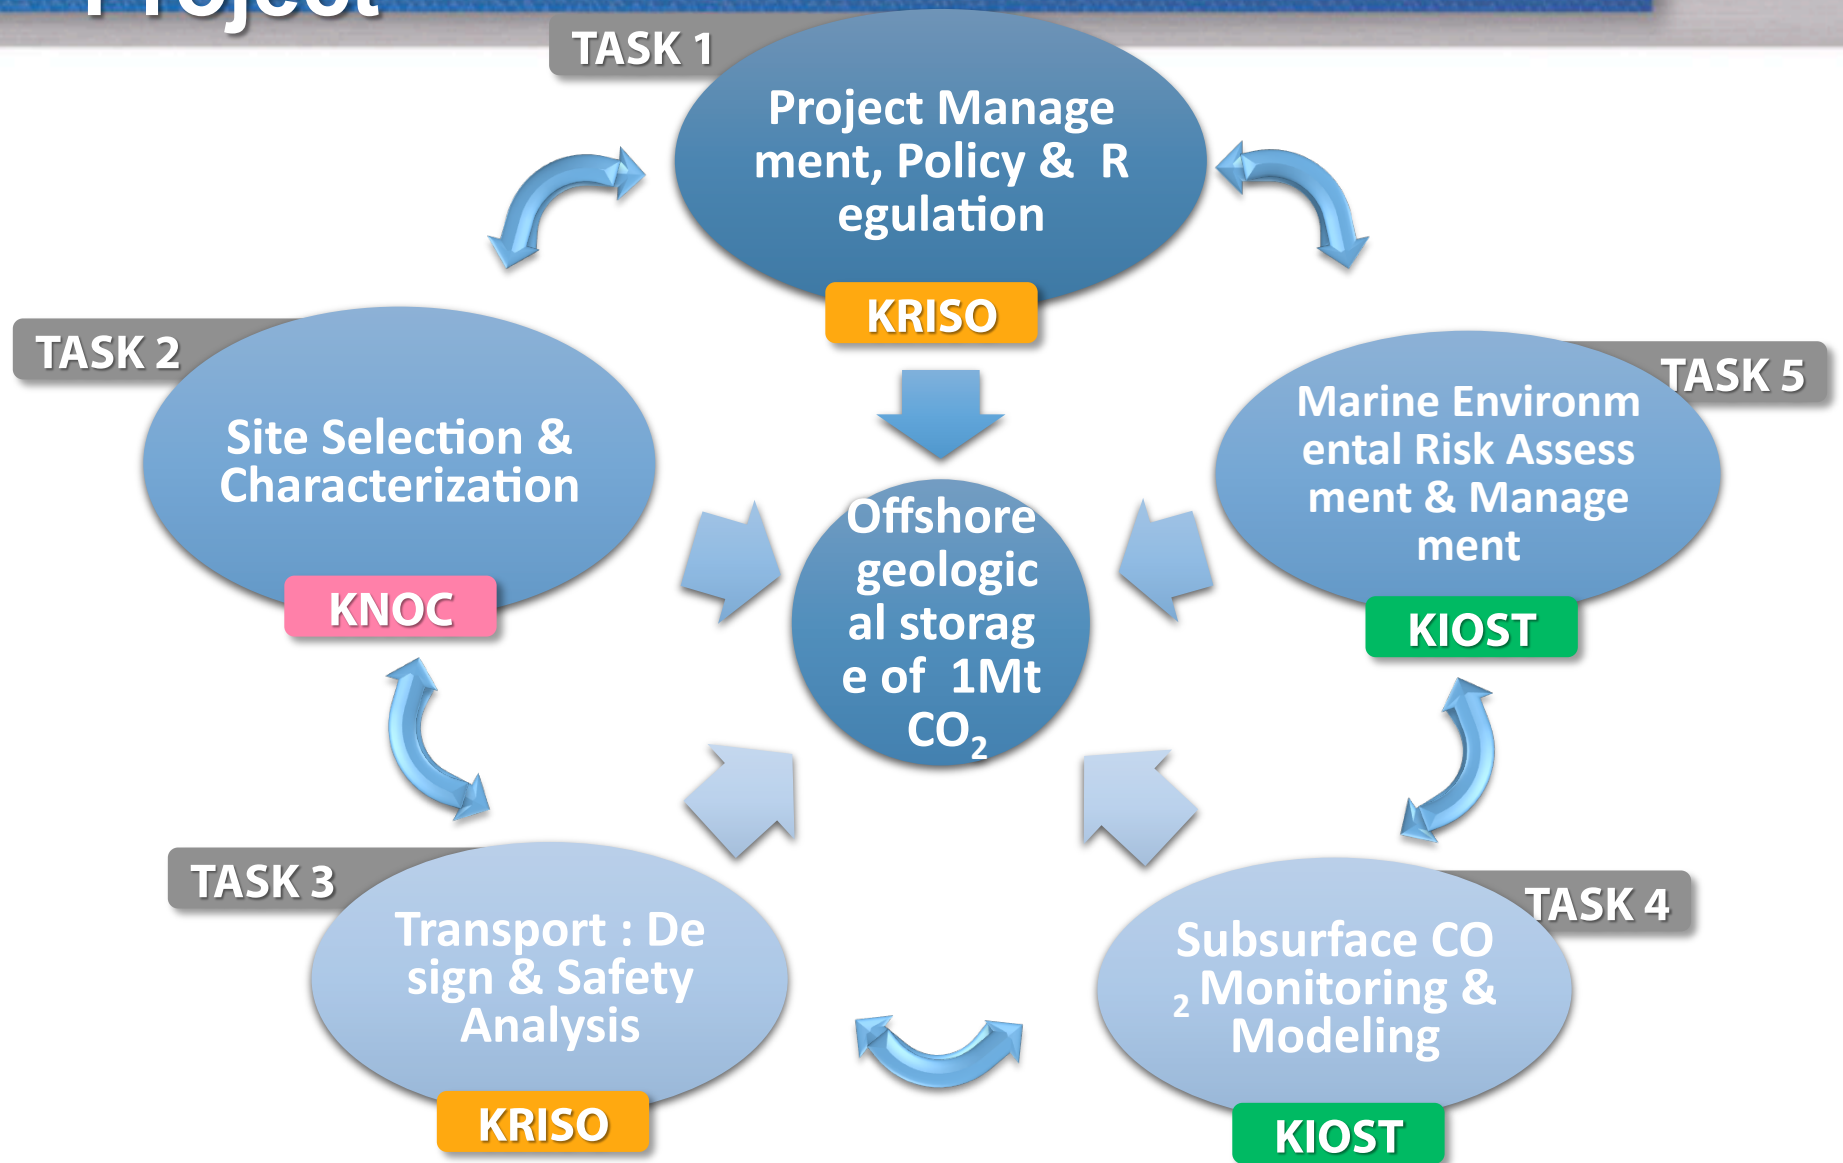 Project
TASK 1
Project Manage
ment, Policy & R
egulation
KRISO
TASK 2
Site Selection &
Characterization
KNOC
TASK 5
Marine Environm
ental Risk Assess
ment & Manage
ment
KIOST
Offshore
geologic
al storag
e of 1Mt
CO₂
TASK 3
Transport : De
sign & Safety
Analysis
KRISO
TASK 4
Subsurface CO
₂ Monitoring &
Modeling
KIOST